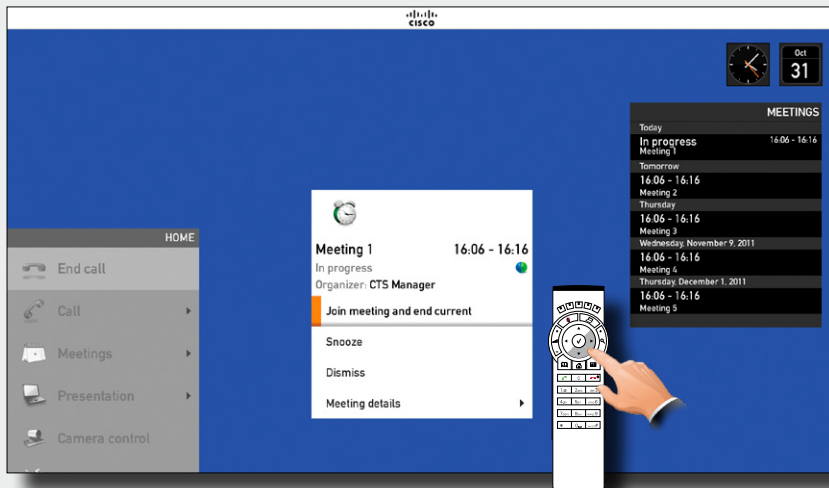 CISCO
Oct
31
MEETINGS
Today
In progress 16:06 - 16:16
Meeting 1
Tomorrow
16:06 - 16:16
Meeting 2
Thursday
16:06 - 16:16
Meeting 3
Wednesday, November 9, 2011
16:06 - 16:16
Meeting 4
Thursday, December 1, 2011
16:06 - 16:16
Meeting 5
HOME
End call
Call
Meetings
Presentation
Camera control
Meeting 1 16:06 - 16:16
In progress
Organizer: CTS Manager
Join meeting and end current
Snooze
Dismiss
Meeting details